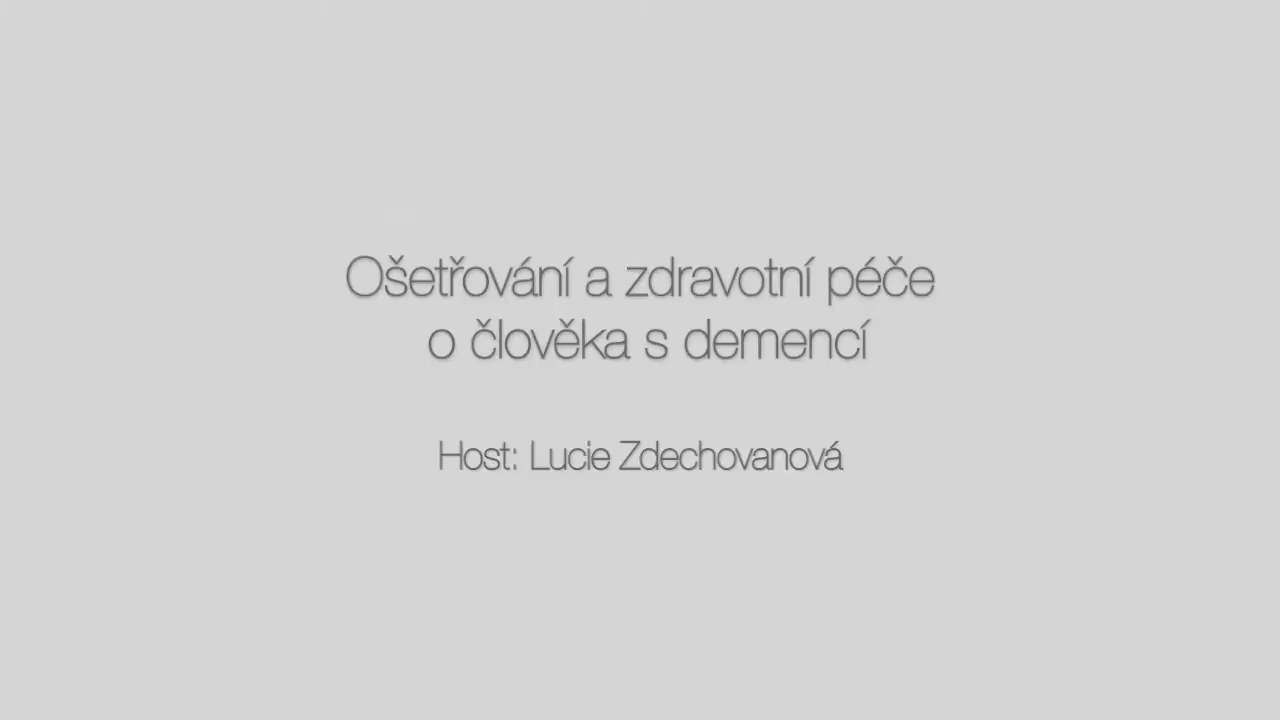 Ošetřování a zdravotní péče
o člověka s demencí
Host: Lucie Zdechovanová